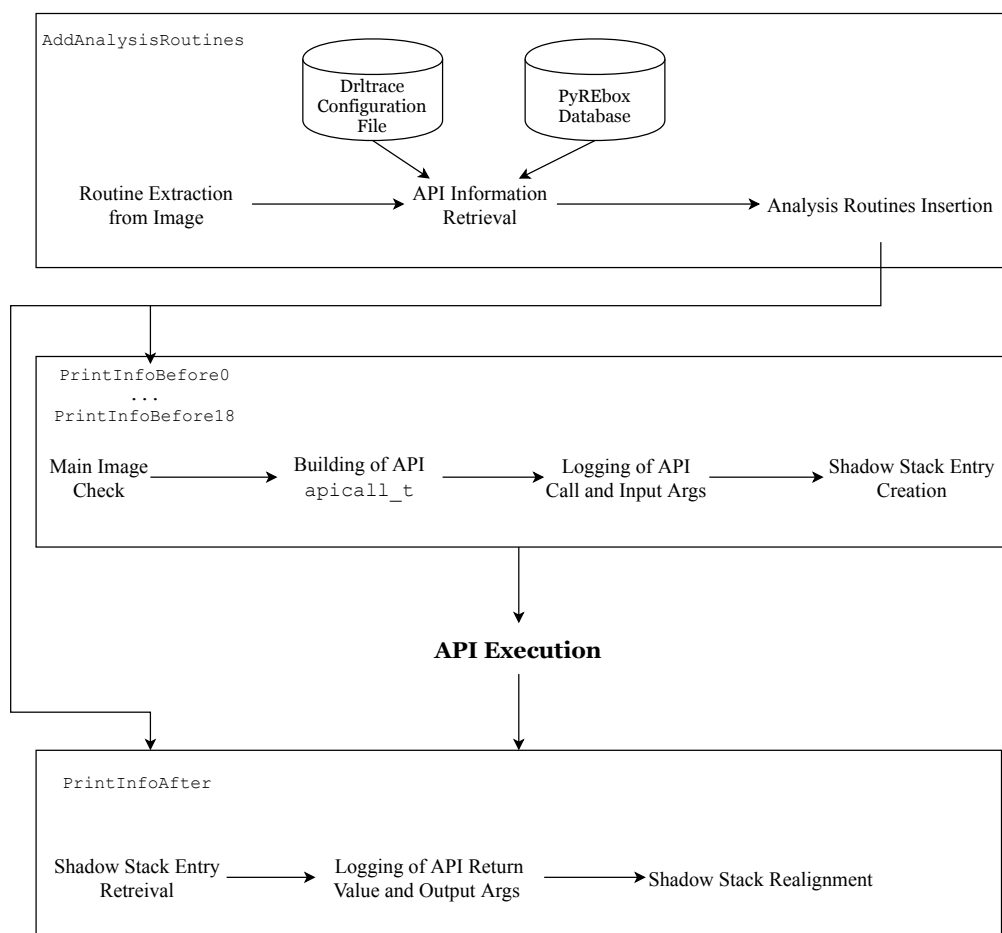 AddAnalysisRoutines
Drltrace
Configuration
File
PyREbox
Database
Routine Extraction
from Image
API Information
Retrieval
Analysis Routines Insertion
PrintInfoBefore0
...
PrintInfoBefore18
Main Image
Check
Building of API
apicall_t
Logging of API
Call and Input Args
Shadow Stack Entry
Creation
API Execution
PrintInfoAfter
Shadow Stack Entry
Retreival
Logging of API Return
Value and Output Args
Shadow Stack Realignment